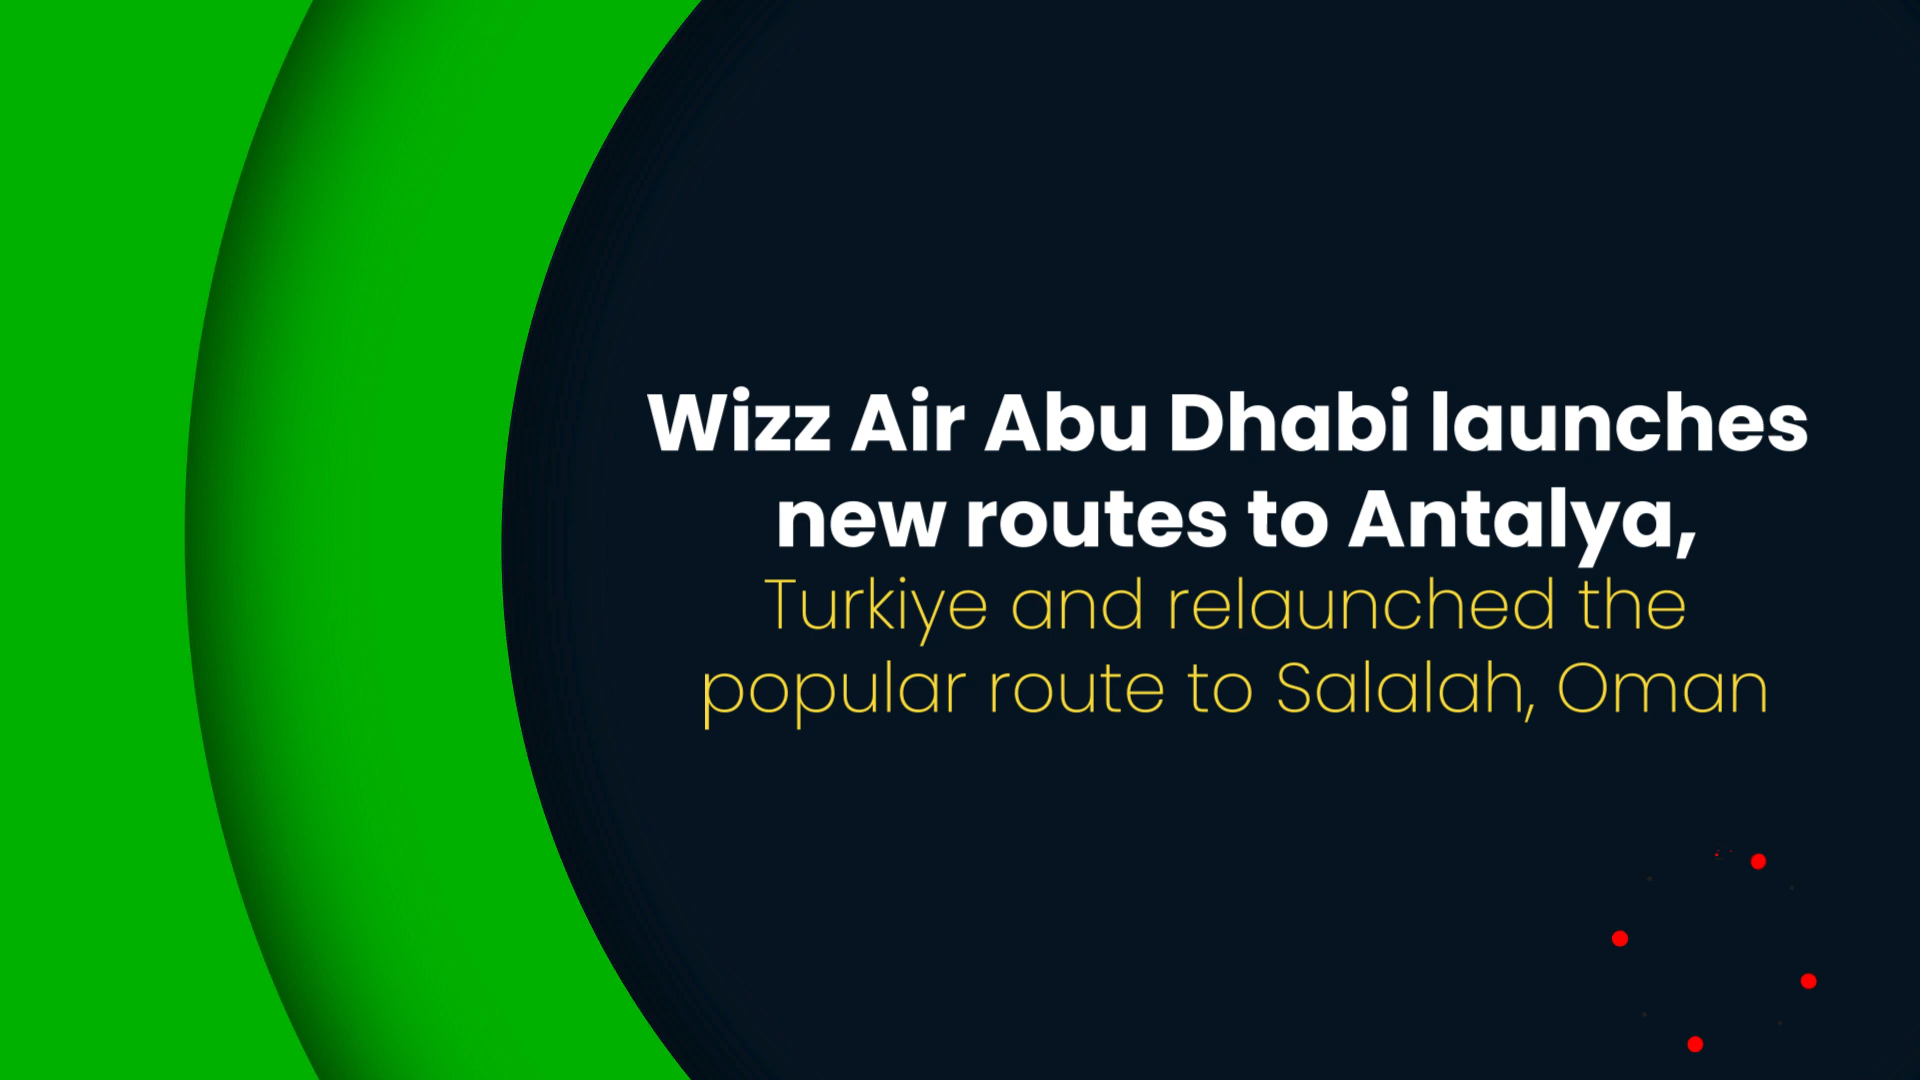 Wizz Air Abu Dhabi launches
new routes to Antalya,
Turkiye and relaunched the
popular route to Salalah, Oman